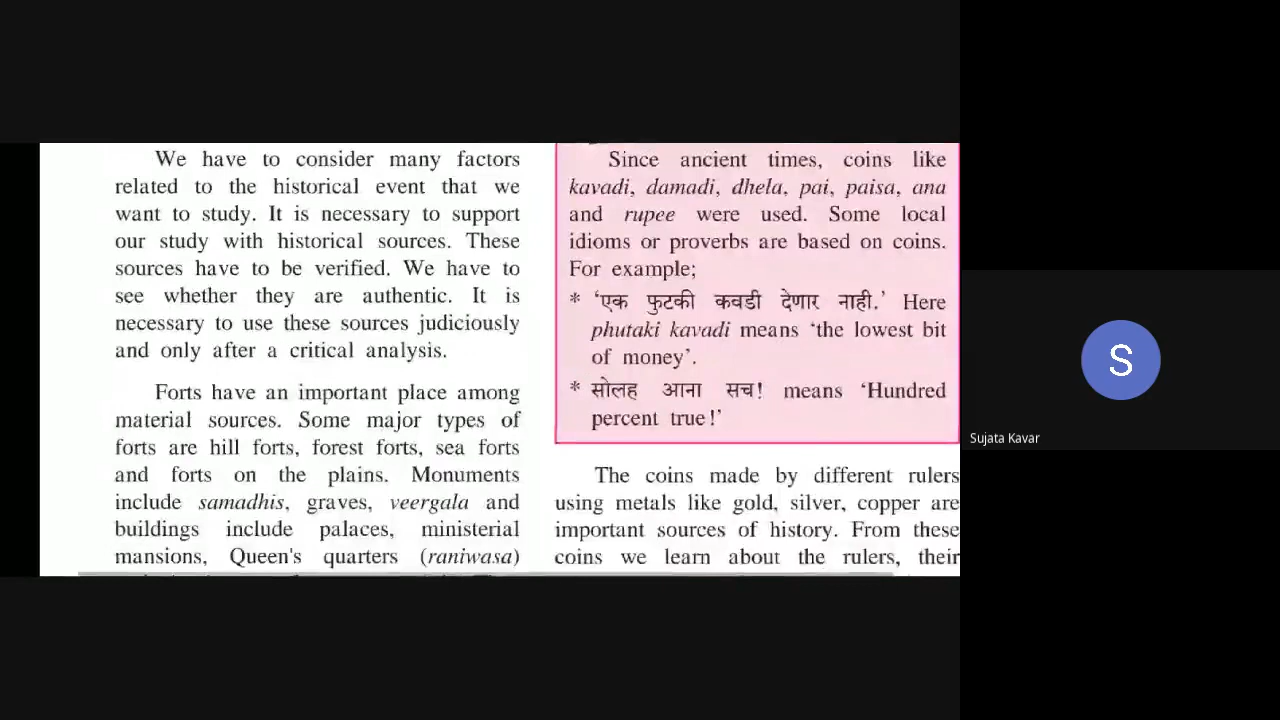 We have to consider many factors
related to the historical event that we
want to study. It is necessary to support
our study with historical sources. These
sources have to be verified. We have to
see whether they are authentic. It is
necessary to use these sources judiciously
and only after a critical analysis.
Forts have an important place among
material sources. Some major types of
forts are hill forts, forest forts, sea forts
and forts on the plains. Monuments
include samadhis, graves, veergala and
buildings include palaces, ministerial
mansions, Queen's quarters (raniwasa)
Since ancient times, coins like
kavadi, damadi, dhela, pai, paisa, ana
and rupee were used. Some local
idioms or proverbs are based on coins.
For example;
* ‘एक फुटकी कवडी देणार नाही.’ Here
phutaki kavadi means ‘the lowest bit
of money’.
* सोलह आना सच! means ‘Hundred
percent true!’
The coins made by different rulers
using metals like gold, silver, copper are
important sources of history. From these
coins we learn about the rulers, their
S
Sujata Kavar